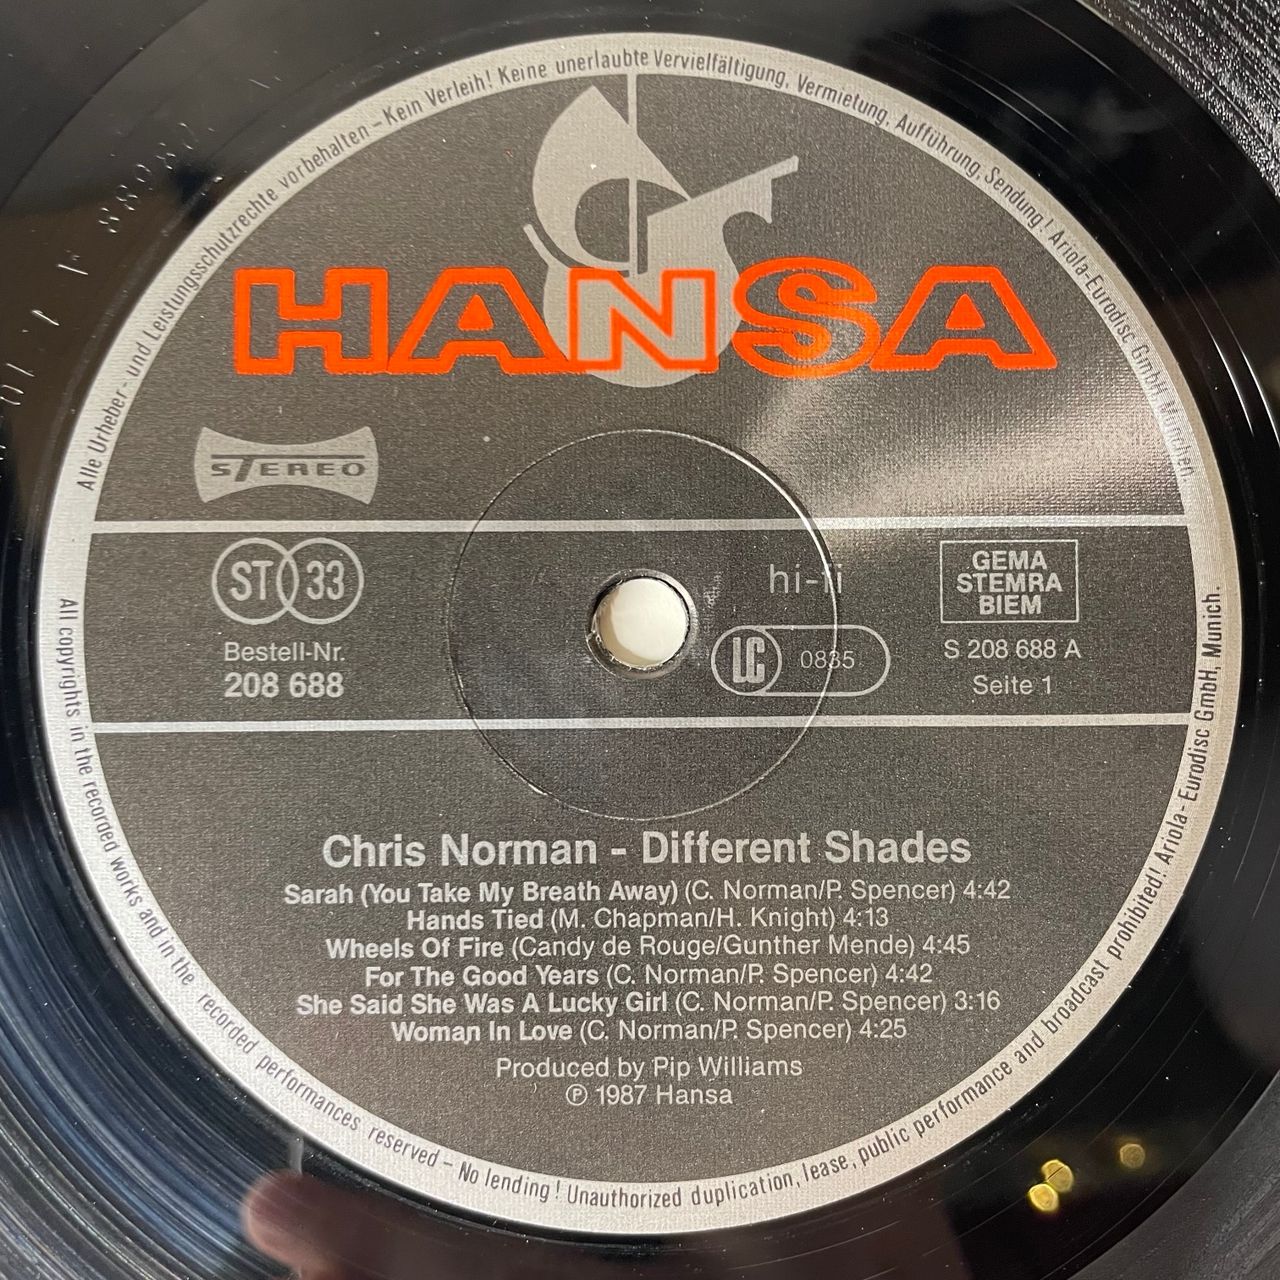 Alle Urheber- und Leistungsschutzrechte vorbehalten – Kein Verleih! Keine unerlaubte Vervielfältigung, Vermietung, Aufführung, Sendung! Ariola-Eurodisc GmbH, München.
HANSA
STEREO
ST 33
hi-fi
GEMA
STEMRA
BIEM
Bestell-Nr.
208 688
LC 0835
S 208 688 A
Seite 1
Chris Norman - Different Shades
Sarah (You Take My Breath Away) (C. Norman/P. Spencer) 4:42
Hands Tied (M. Chapman/H. Knight) 4:13
Wheels Of Fire (Candy de Rouge/Gunther Mende) 4:45
For The Good Years (C. Norman/P. Spencer) 4:42
She Said She Was A Lucky Girl (C. Norman/P. Spencer) 3:16
Woman In Love (C. Norman/P. Spencer) 4:25
Produced by Pip Williams
℗ 1987 Hansa
All copyrights in the recorded works and in the recorded performances reserved – No lending! Unauthorized duplication, lease, public performance and broadcast prohibited! Ariola-Eurodisc GmbH, Munich.